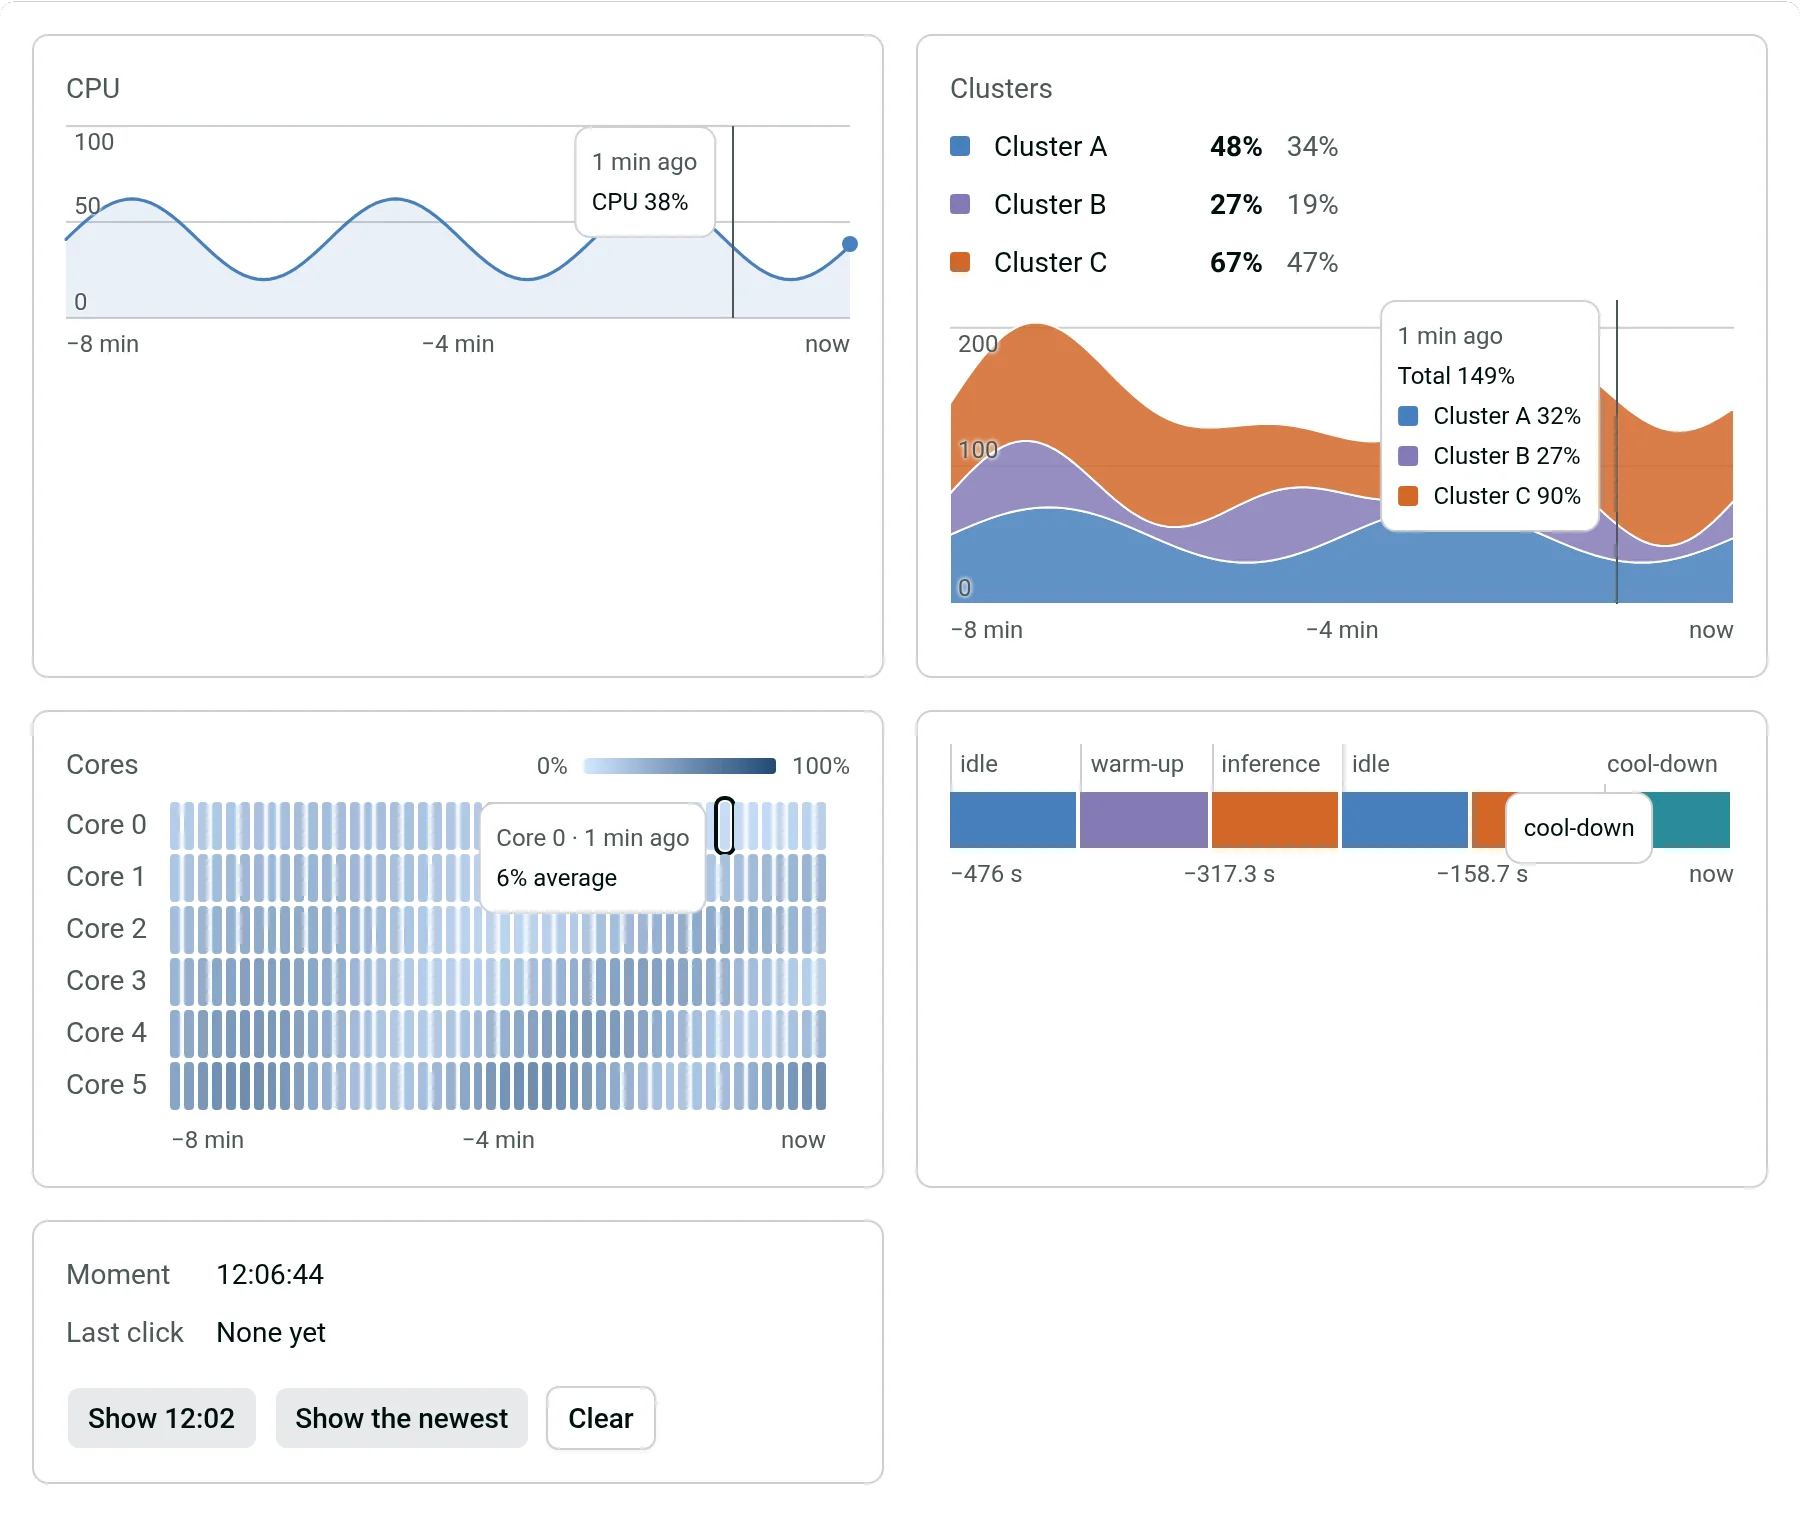 CPU
100
50
0
1 min ago
CPU 38%
−8 min −4 min now
Clusters
Cluster A 48% 34%
Cluster B 27% 19%
Cluster C 67% 47%
200
100
0
1 min ago
Total 149%
Cluster A 32%
Cluster B 27%
Cluster C 90%
−8 min −4 min now
Cores 0% 100%
Core 0
Core 1
Core 2
Core 3
Core 4
Core 5
Core 0 · 1 min ago
6% average
−8 min −4 min now
idle warm-up inference idle cool-down
cool-down
−476 s −317.3 s −158.7 s now
Moment 12:06:44
Last click None yet
Show 12:02 Show the newest Clear